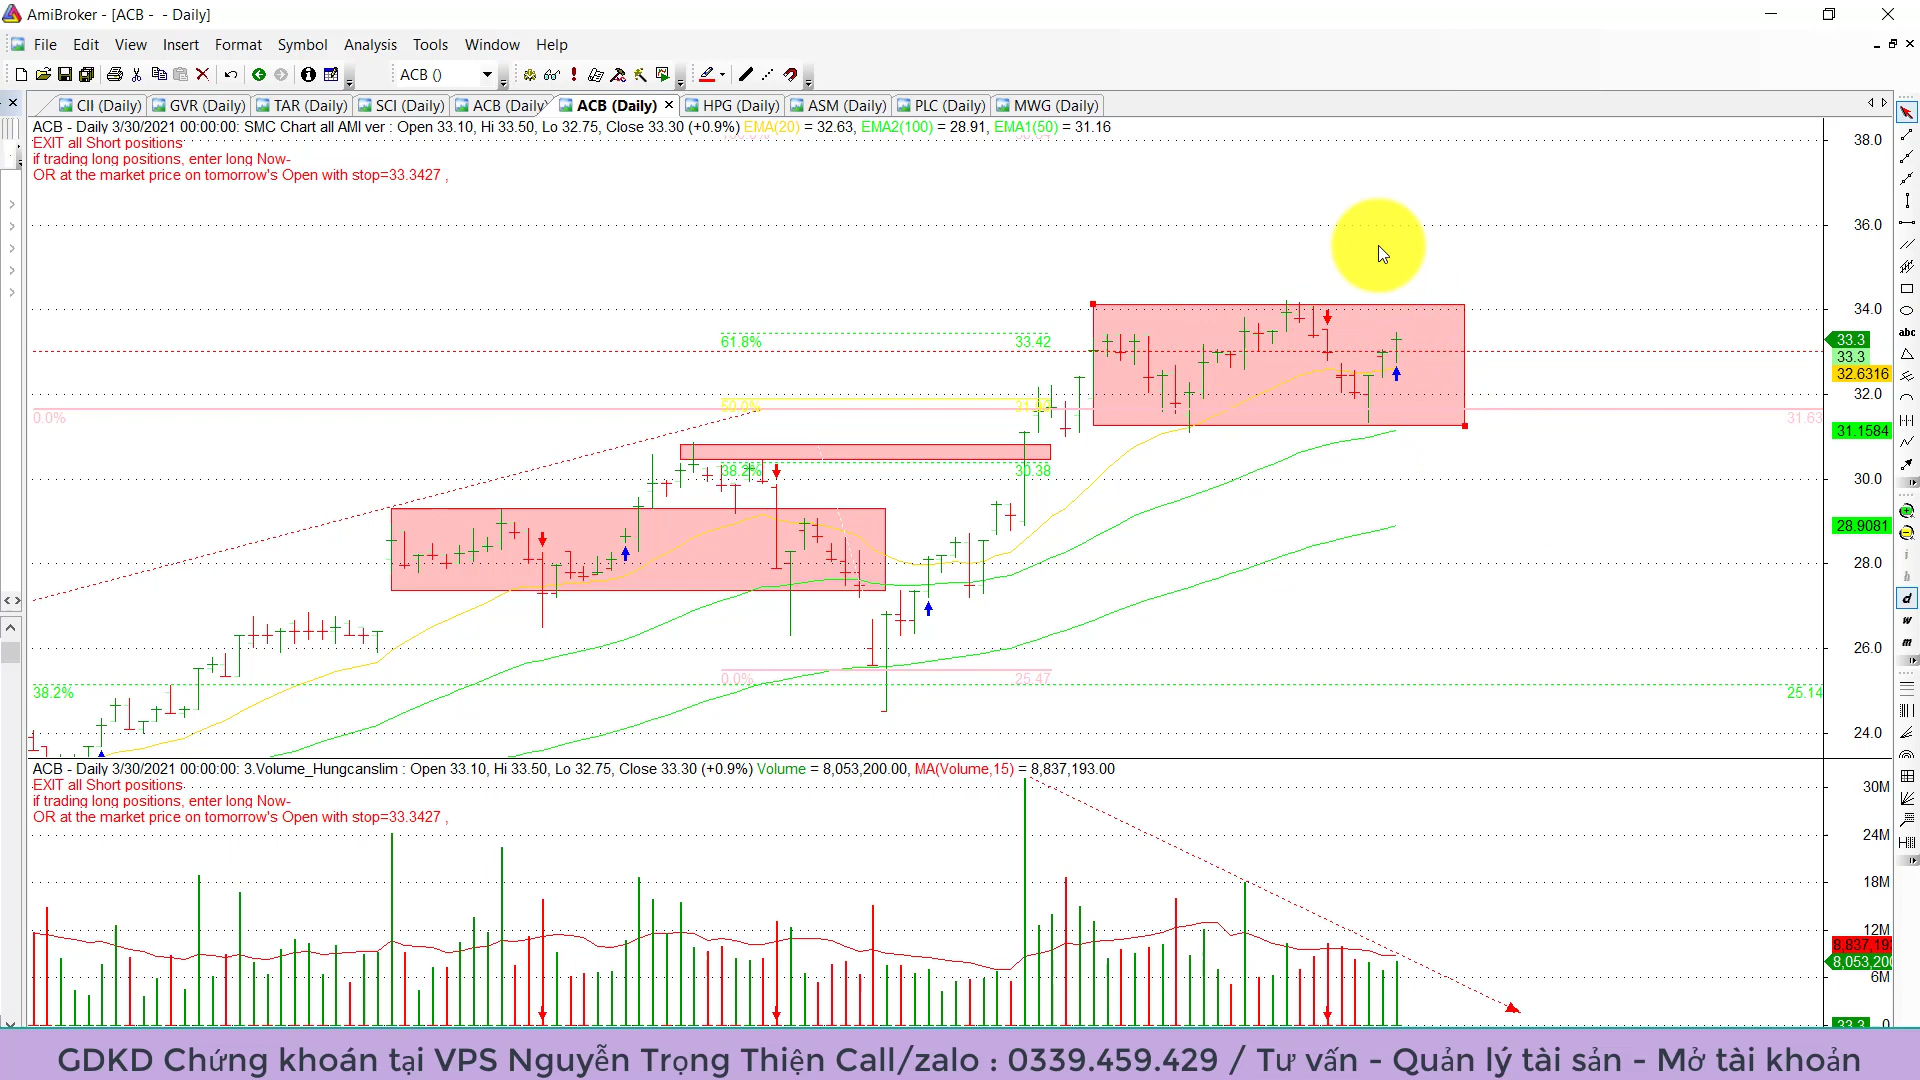 AmiBroker - [ACB - - Daily]
File Edit View Insert Format Symbol Analysis Tools Window Help
ACB ()
CII (Daily) GVR (Daily) TAR (Daily) SCI (Daily) ACB (Daily) ACB (Daily) HPG (Daily) ASM (Daily) PLC (Daily) MWG (Daily)
ACB - Daily 3/30/2021 00:00:00: SMC Chart all AMI ver : Open 33.10, Hi 33.50, Lo 32.75, Close 33.30 (+0.9%) EMA(20) = 32.63, EMA2(100) = 28.91, EMA1(50) = 31.16
EXIT all Short positions
if trading long positions, enter long Now-
OR at the market price on tomorrow's Open with stop=33.3427 ,
38.0
36.0
34.0
61.8% 33.42
33.3
33.3
32.6316
32.0
50.0%
0.0% 31.63
31.1584
38.2% 30.38
30.0
28.9081
28.0
26.0
0.0% 25.47
38.2% 25.14
24.0
ACB - Daily 3/30/2021 00:00:00: 3.Volume_Hungcanslim : Open 33.10, Hi 33.50, Lo 32.75, Close 33.30 (+0.9%) Volume = 8,053,200.00, MA(Volume,15) = 8,837,193.00
EXIT all Short positions
if trading long positions, enter long Now-
OR at the market price on tomorrow's Open with stop=33.3427 ,
30M
24M
18M
12M
8,837,19
8,053,200
6M
33.3 0
abc
d
w
m
GDKD Chứng khoán tại VPS Nguyễn Trọng Thiện Call/zalo : 0339.459.429 / Tư vấn - Quản lý tài sản - Mở tài khoản